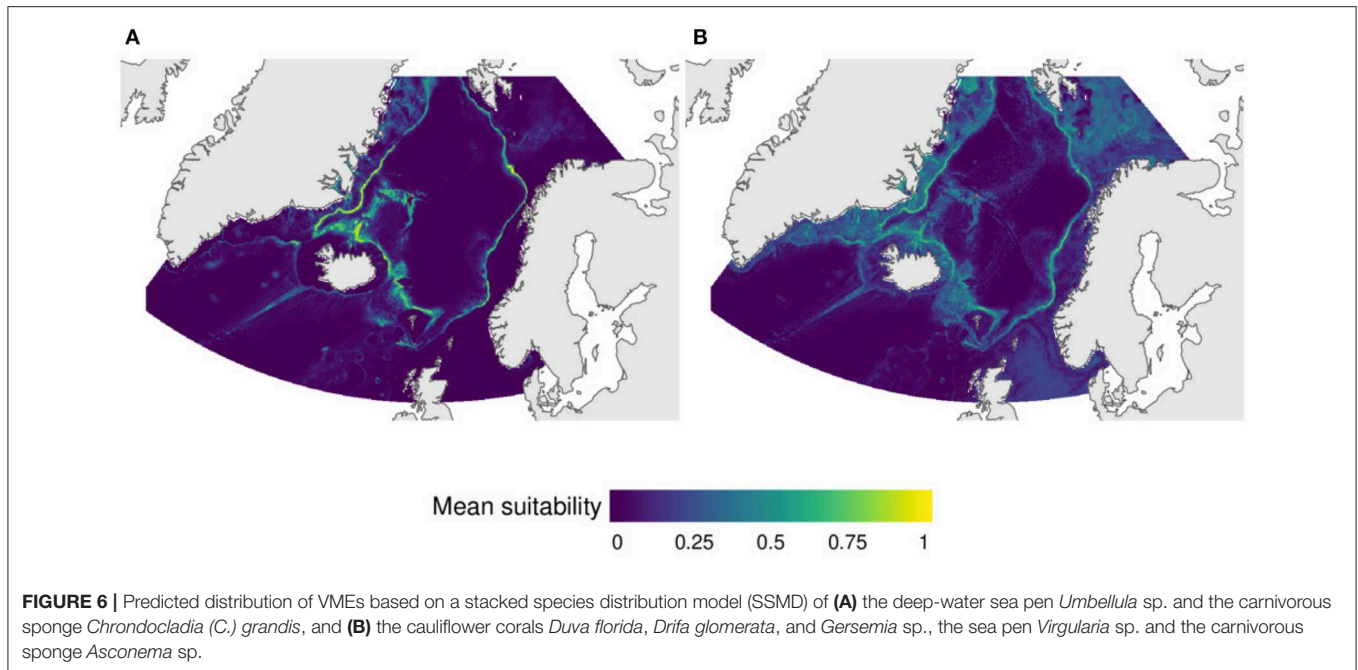 A
B
Mean suitability
0 0.25 0.5 0.75 1
FIGURE 6 | Predicted distribution of VMEs based on a stacked species distribution model (SSMD) of (A) the deep-water sea pen Umbellula sp. and the carnivorous
sponge Chrondocladia (C.) grandis, and (B) the cauliflower corals Duva florida, Drifa glomerata, and Gersemia sp., the sea pen Virgularia sp. and the carnivorous
sponge Asconema sp.